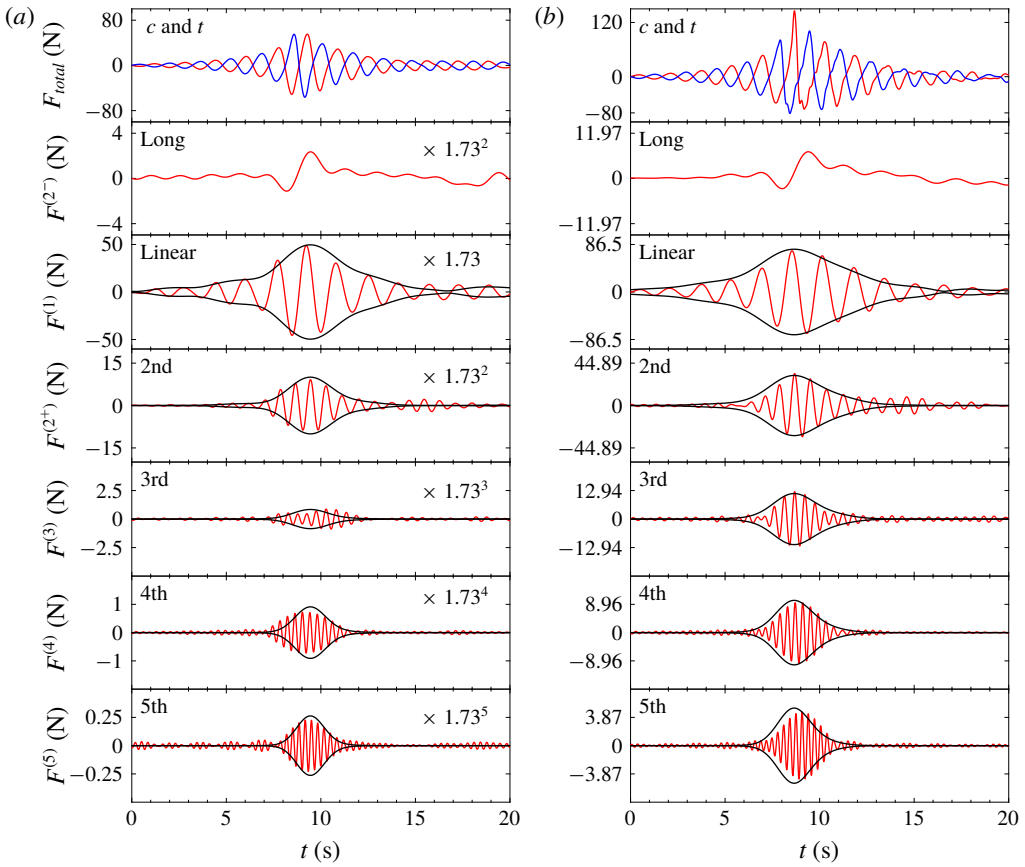 (a)
c and t
F_total (N)
80
0
−80
Long
× 1.73²
F^(2⁻) (N)
4
0
−4
Linear
× 1.73
F^(1) (N)
50
0
−50
2nd
× 1.73²
F^(2⁺) (N)
15
0
−15
3rd
× 1.73³
F^(3) (N)
2.5
0
−2.5
4th
× 1.73⁴
F^(4) (N)
1
0
−1
5th
× 1.73⁵
F^(5) (N)
0.25
0
−0.25
0 5 10 15 20
t (s)
(b)
c and t
120
0
−80
Long
11.97
0
−11.97
Linear
86.5
0
−86.5
2nd
44.89
0
−44.89
3rd
12.94
0
−12.94
4th
8.96
0
−8.96
5th
3.87
0
−3.87
0 5 10 15 20
t (s)